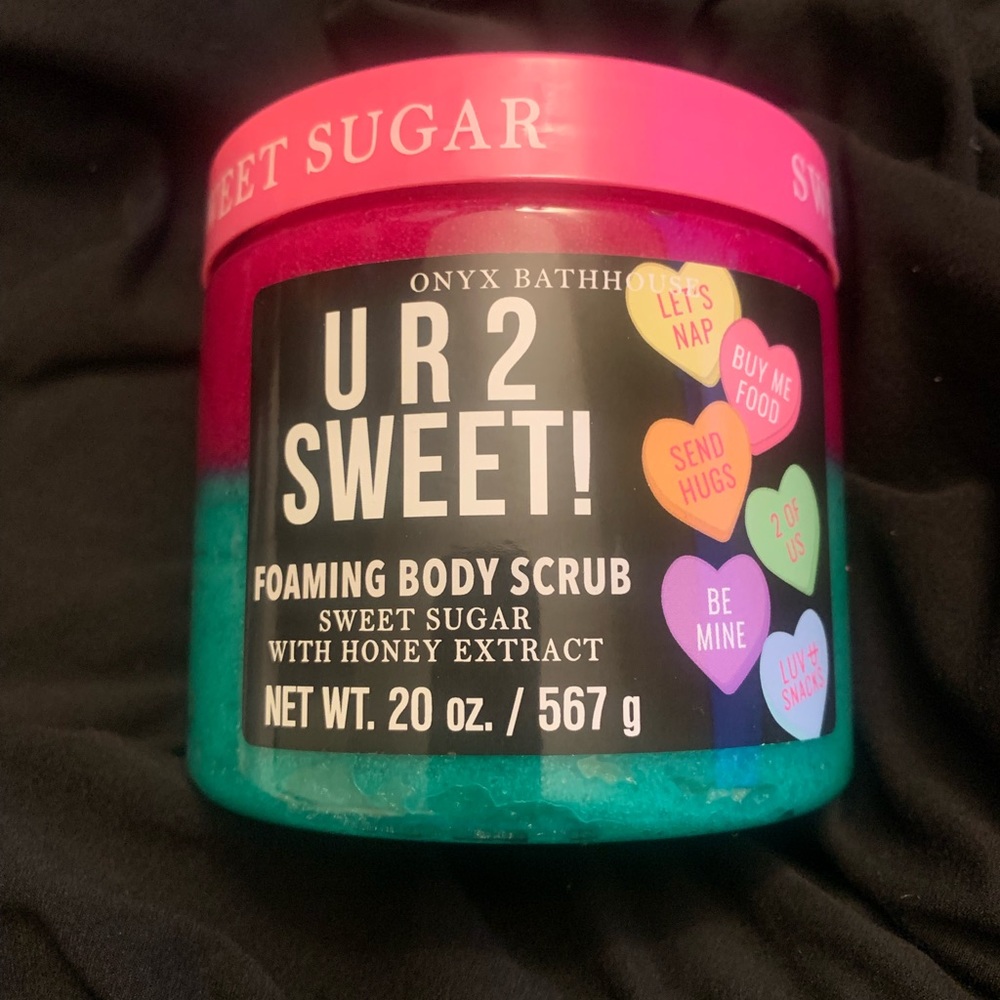 SWEET SUGAR
ONYX BATHHOUSE
U R 2
SWEET!
FOAMING BODY SCRUB
SWEET SUGAR
WITH HONEY EXTRACT
NET WT. 20 oz. / 567 g
LET'S
NAP
BUY ME
FOOD
SEND
HUGS
2 OF
US
BE
MINE
LUV#
SNACKS